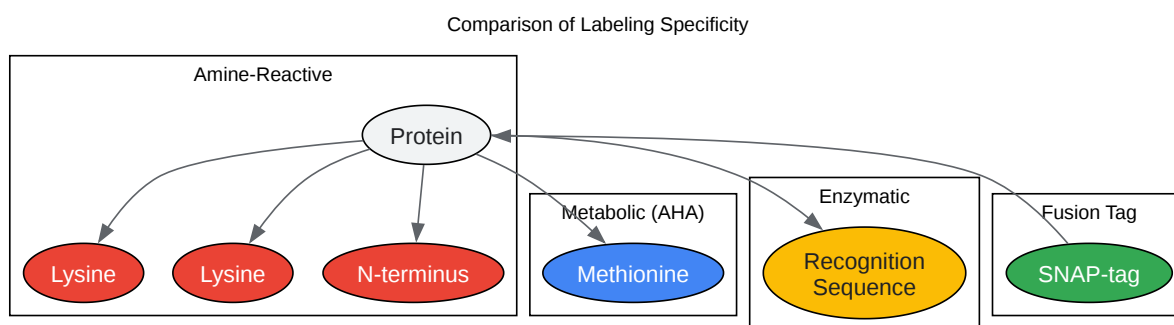 Comparison of Labeling Specificity
Amine-Reactive
Protein
Lysine
Lysine
N-terminus
Metabolic (AHA)
Methionine
Enzymatic
Recognition
Sequence
Fusion Tag
SNAP-tag